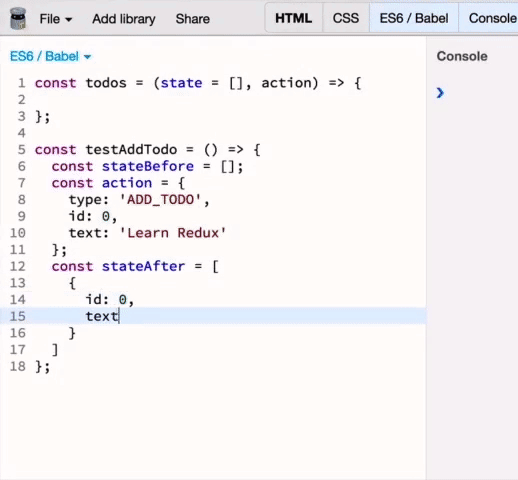 File Add library Share HTML CSS ES6 / Babel Console
ES6 / Babel Console
1 const todos = (state = [], action) => {
2
3 };
4
5 const testAddTodo = () => {
6 const stateBefore = [];
7 const action = {
8 type: 'ADD_TODO',
9 id: 0,
10 text: 'Learn Redux'
11 };
12 const stateAfter = [
13 {
14 id: 0,
15 text
16 }
17 ]
18 };